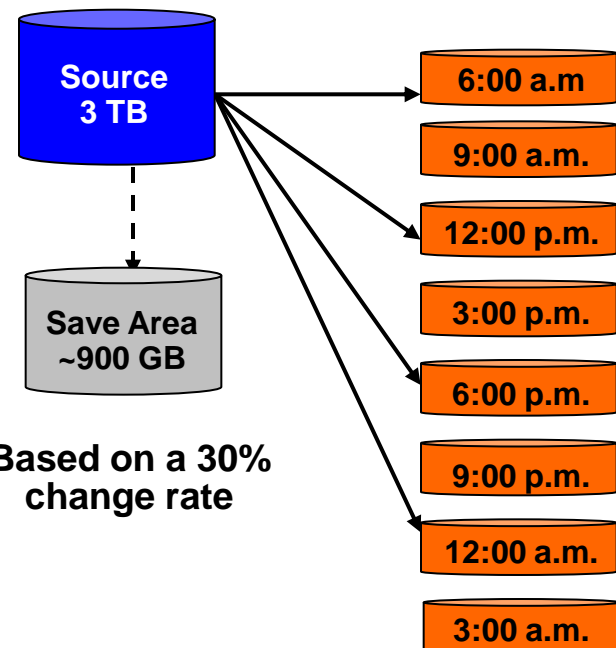 Source
3 TB
Save Area
~900 GB
Based on a 30%
change rate
6:00 a.m
9:00 a.m.
12:00 p.m.
3:00 p.m.
6:00 p.m.
9:00 p.m.
12:00 a.m.
3:00 a.m.